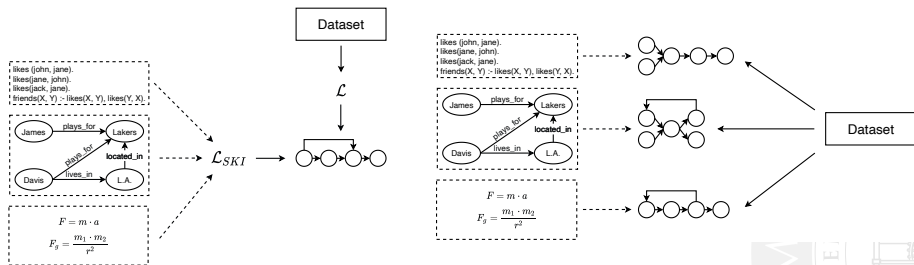 Dataset
ℒ
likes (john, jane).
likes(jane, john).
likes(jack, jane).
friends(X, Y) :- likes(X, Y), likes(Y, X).
James
plays_for
Lakers
plays_for
located_in
Davis
lives_in
L.A.
ℒ_SKI
F = m · a
F_g = m_1 · m_2 / r^2
likes (john, jane).
likes(jane, john).
likes(jack, jane).
friends(X, Y) :- likes(X, Y), likes(Y, X).
James
plays_for
Lakers
plays_for
located_in
Davis
lives_in
L.A.
F = m · a
F_g = m_1 · m_2 / r^2
Dataset